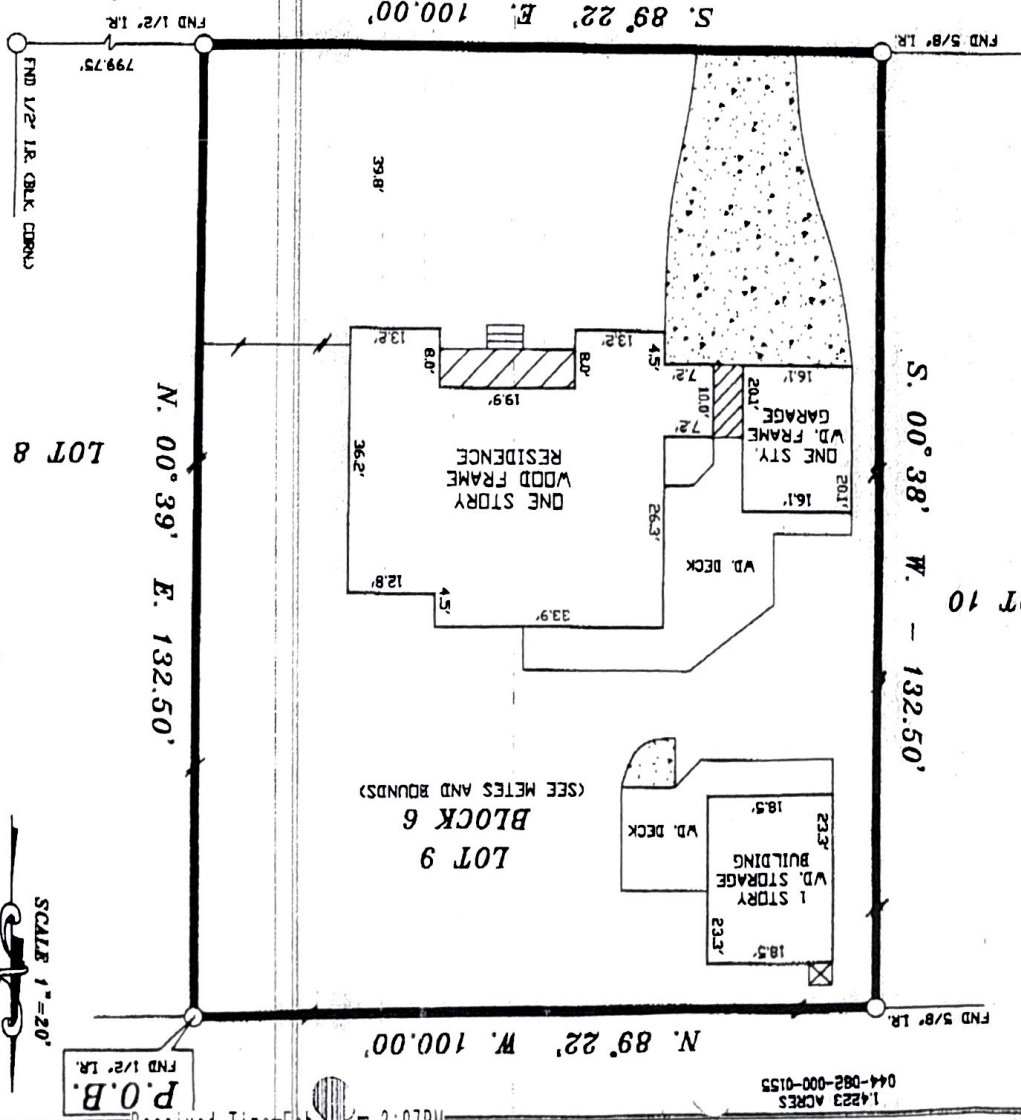 1.4223 ACRES
044-082-000-0155
P.O.B.
FND 1/2" I.R.
FND 5/8" I.R.
N. 89° 22' W. 100.00'
SCALE 1"=20'
18.5'
23.3'
1 STORY
WD. STORAGE
BUILDING
23.3'
18.5'
WD. DECK
LOT 9
BLOCK 6
(SEE METES AND BOUNDS)
S. 00° 38' W. - 132.50'
N. 00° 39' E. 132.50'
10
LOT 8
33.9'
4.5'
12.8'
WD. DECK
26.3'
36.2'
16.1'
20.1'
ONE STY.
WD. FRAME
GARAGE
20.1'
16.1'
ONE STORY
WOOD FRAME
RESIDENCE
7.2'
10.0'
7.2'
4.5'
19.9'
8.0'
8.0'
13.2'
13.2'
39.8'
FND 5/8" I.R.
S. 89° 22' E. 100.00'
FND 1/2" I.R.
799.75'
FND 1/2" I.R. (BLK. CORN.)
Received Time
2:07PM